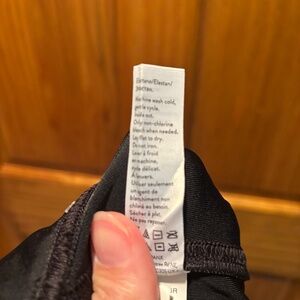 Elastane/Elastan/
Machine wash cold,
gentle cycle.
Inside out.
Only non-chlorine
bleach when needed.
Lay flat to dry.
Do not iron.
Laver à froid
en machine,
cycle délicat.
À l'envers.
Utiliser seulement
un agent de
blanchiment non
chloré au besoin.
Sécher à plat.
Ne pas repasser.